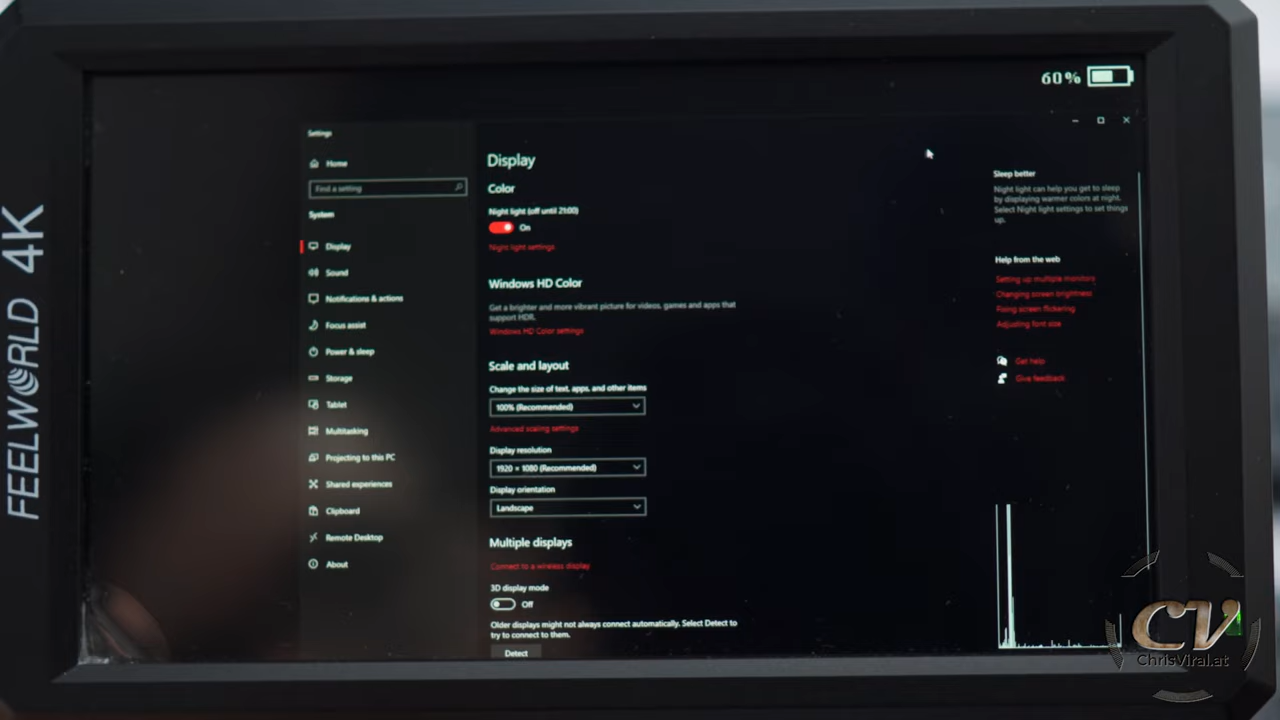 FEELWORLD 4K
60%
Settings
Home
Find a setting
System
Display
Sound
Notifications & actions
Focus assist
Power & sleep
Storage
Tablet
Multitasking
Projecting to this PC
Shared experiences
Clipboard
Remote Desktop
About
Display
Color
Night light (off until 21:00)
On
Night light settings
Windows HD Color
Get a brighter and more vibrant picture for videos, games and apps that
support HDR.
Windows HD Color settings
Scale and layout
Change the size of text, apps, and other items
100% (Recommended)
Advanced scaling settings
Display resolution
1920 × 1080 (Recommended)
Display orientation
Landscape
Multiple displays
Connect to a wireless display
3D display mode
Off
Older displays might not always connect automatically. Select Detect to
try to connect to them.
Detect
Sleep better
Night light can help you get to sleep
by displaying warmer colors at night.
Select Night light settings to set things
up.
Help from the web
Setting up multiple monitors
Changing screen brightness
Fixing screen flickering
Adjusting font size
Get help
Give feedback
CV
ChrisViral.at